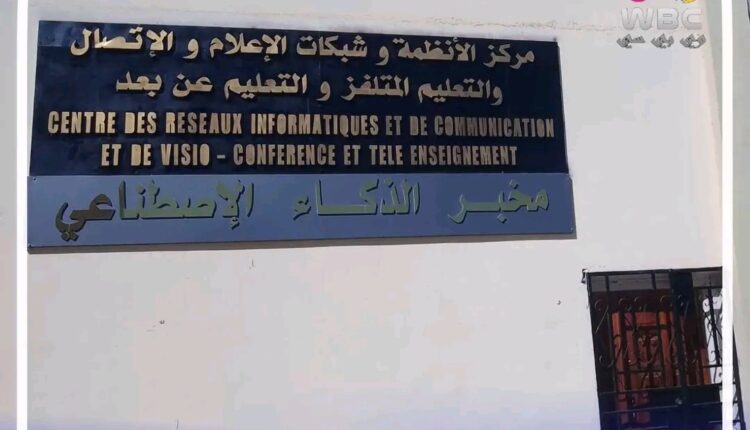 WBC
مركز الأنظمة و شبكات الإعلام و الإتصال
والتعليم المتلفز و التعليم عن بعد
CENTRE DES RESEAUX INFORMATIQUES ET DE COMMUNICATION
ET DE VISIO - CONFERENCE ET TELE ENSEIGNEMENT
مخبر الذكاء الإصطناعي